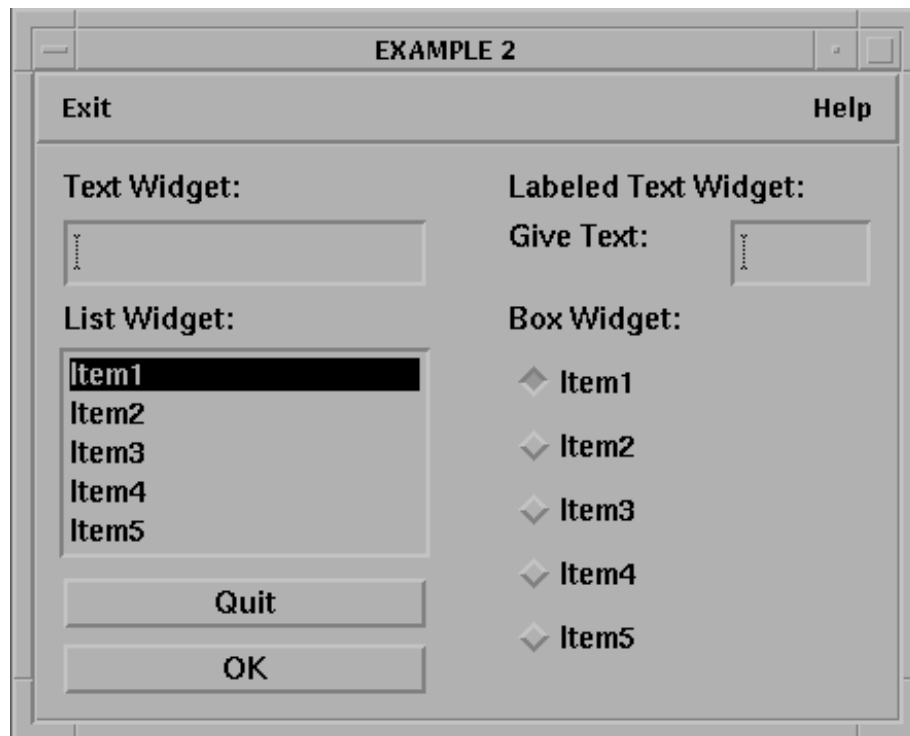 EXAMPLE 2
Exit Help
Text Widget:
List Widget:
Item1
Item2
Item3
Item4
Item5
Quit
OK
Labeled Text Widget:
Give Text:
Box Widget:
Item1
Item2
Item3
Item4
Item5